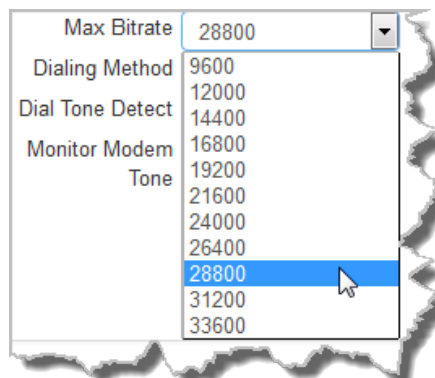 Max Bitrate 28800
Dialing Method 9600
12000
Dial Tone Detect 14400
Monitor Modem 16800
Tone 19200
21600
24000
26400
28800
31200
33600